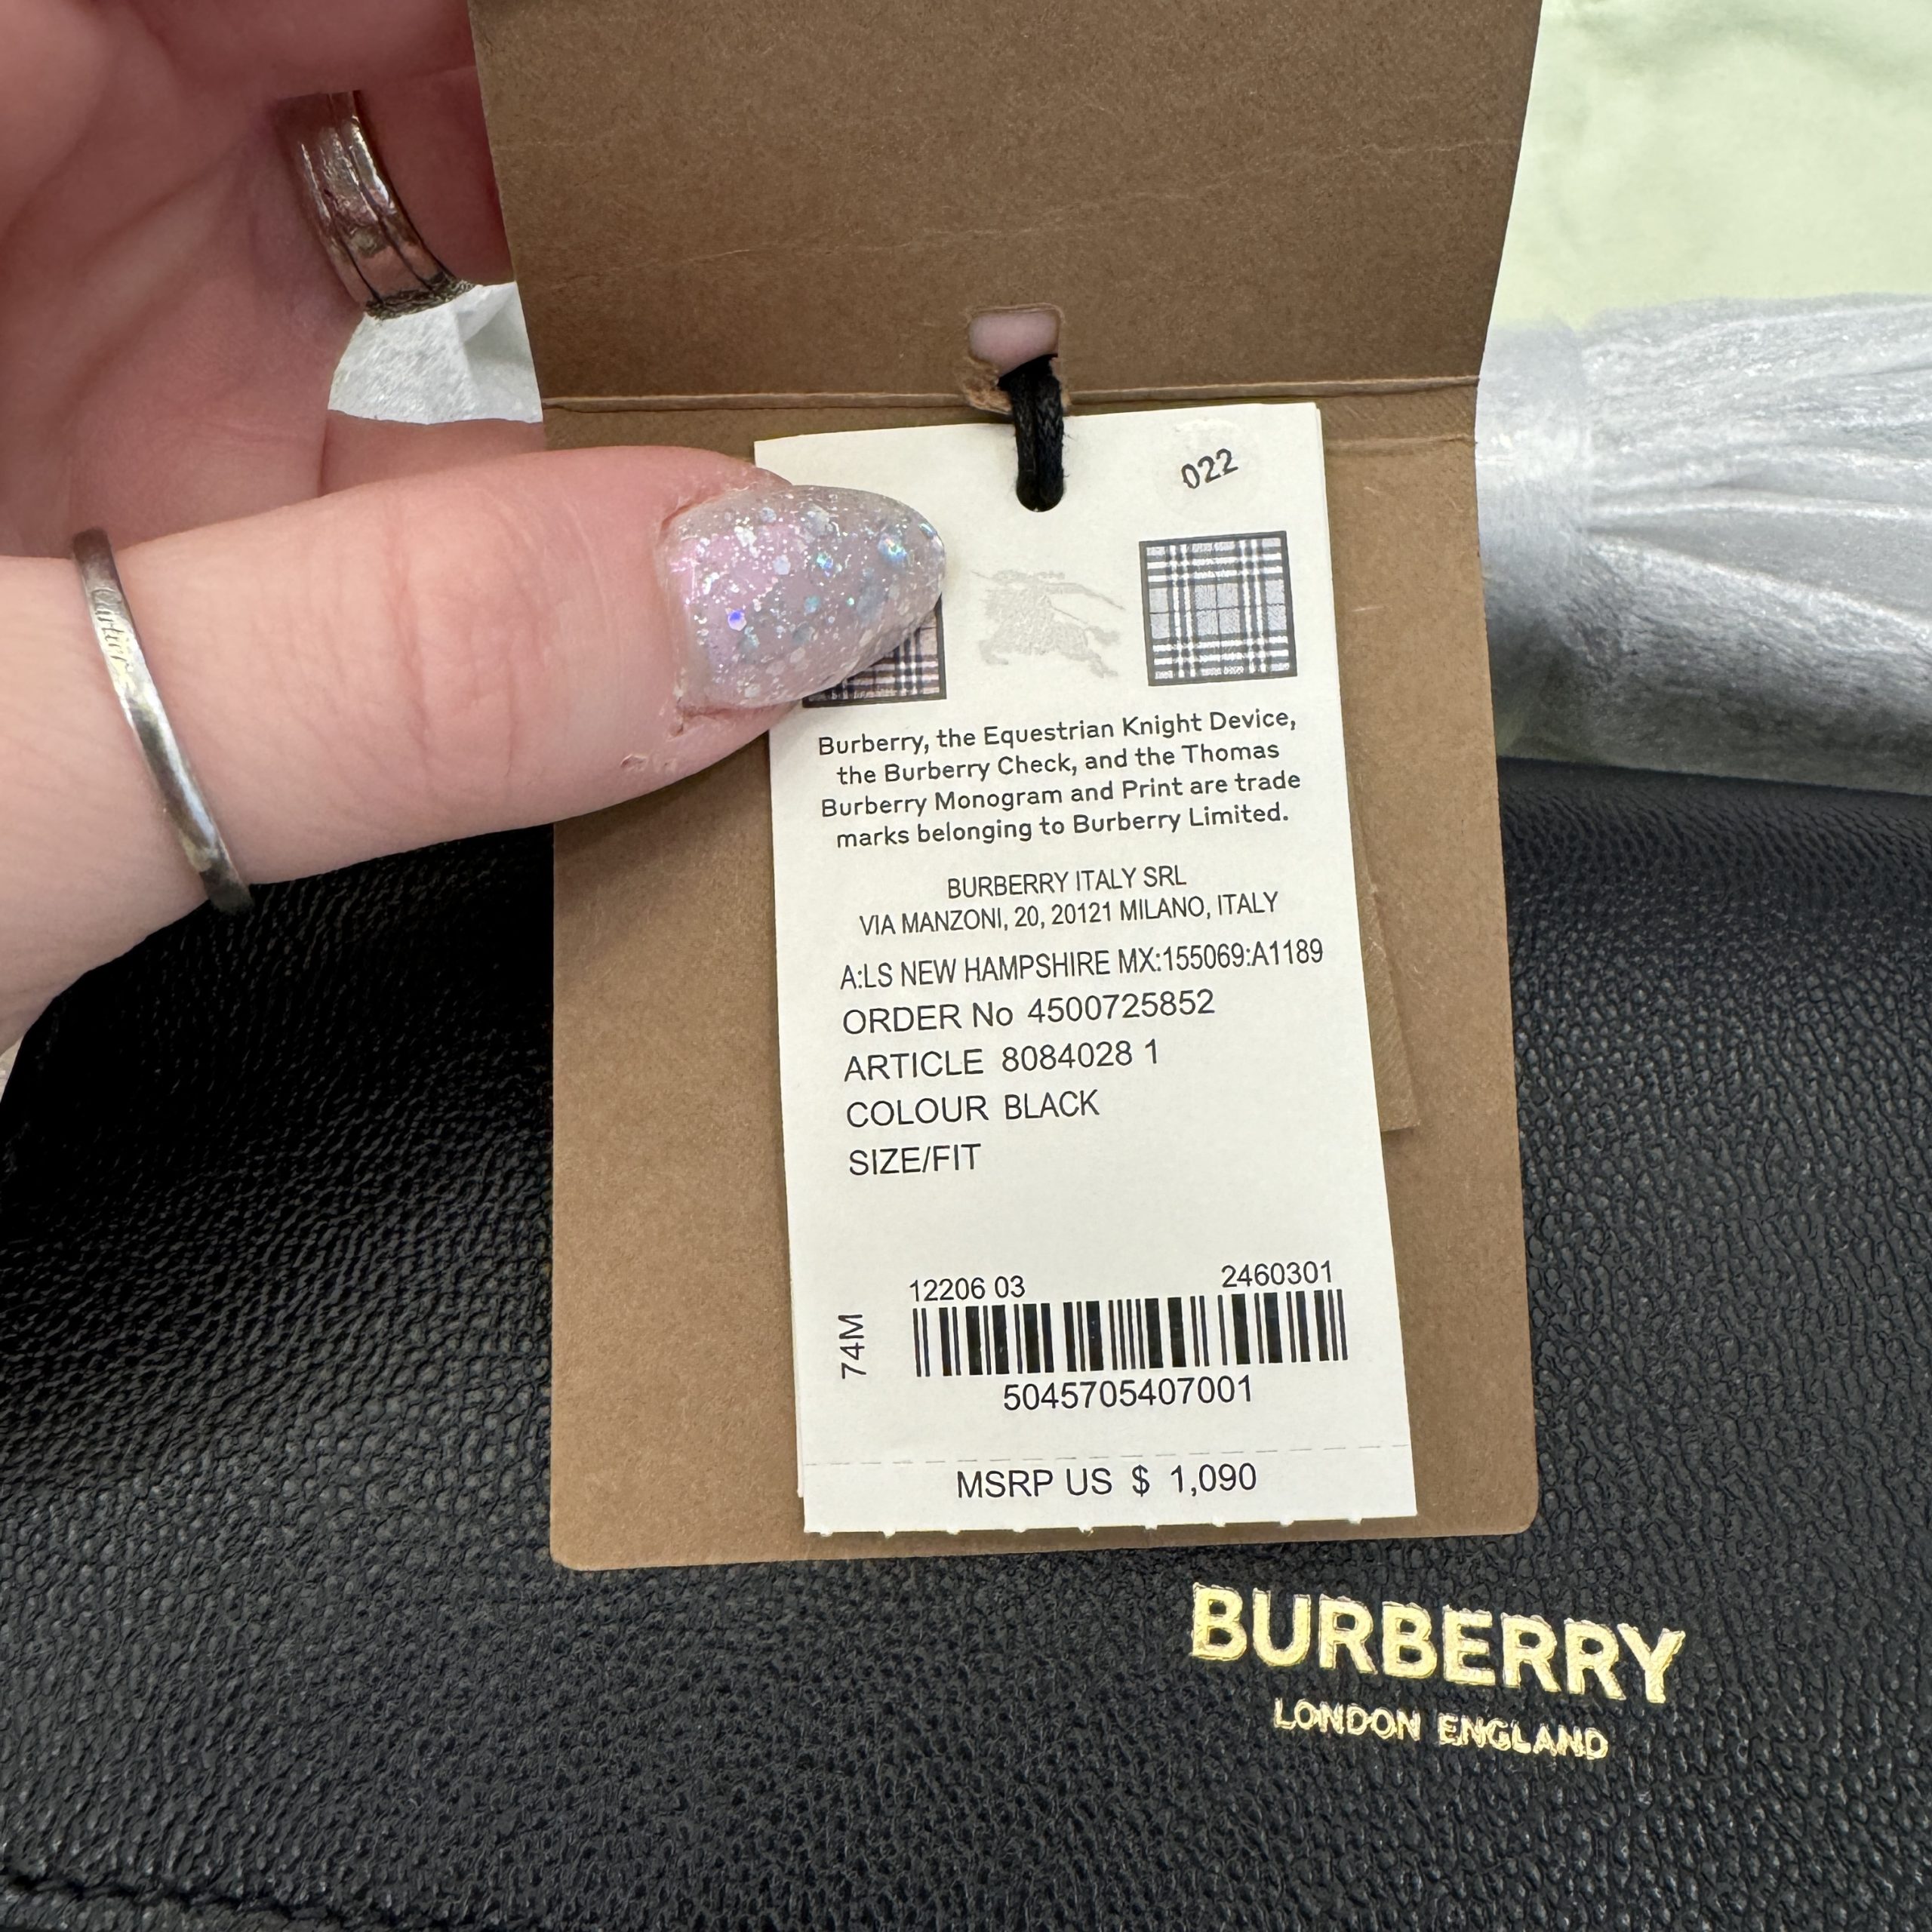 022
Burberry, the Equestrian Knight Device,
the Burberry Check, and the Thomas
Burberry Monogram and Print are trade
marks belonging to Burberry Limited.
BURBERRY ITALY SRL
VIA MANZONI, 20, 20121 MILANO, ITALY
A:LS NEW HAMPSHIRE MX:155069:A1189
ORDER No 4500725852
ARTICLE 8084028 1
COLOUR BLACK
SIZE/FIT
12206 03 2460301
74M
5045705407001
MSRP US $ 1,090
BURBERRY
LONDON ENGLAND
Cartier